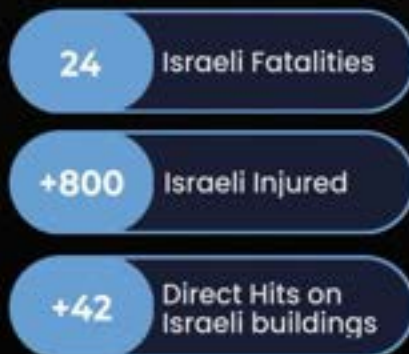 24 Israeli Fatalities
+800 Israeli Injured
+42 Direct Hits on
Israeli buildings